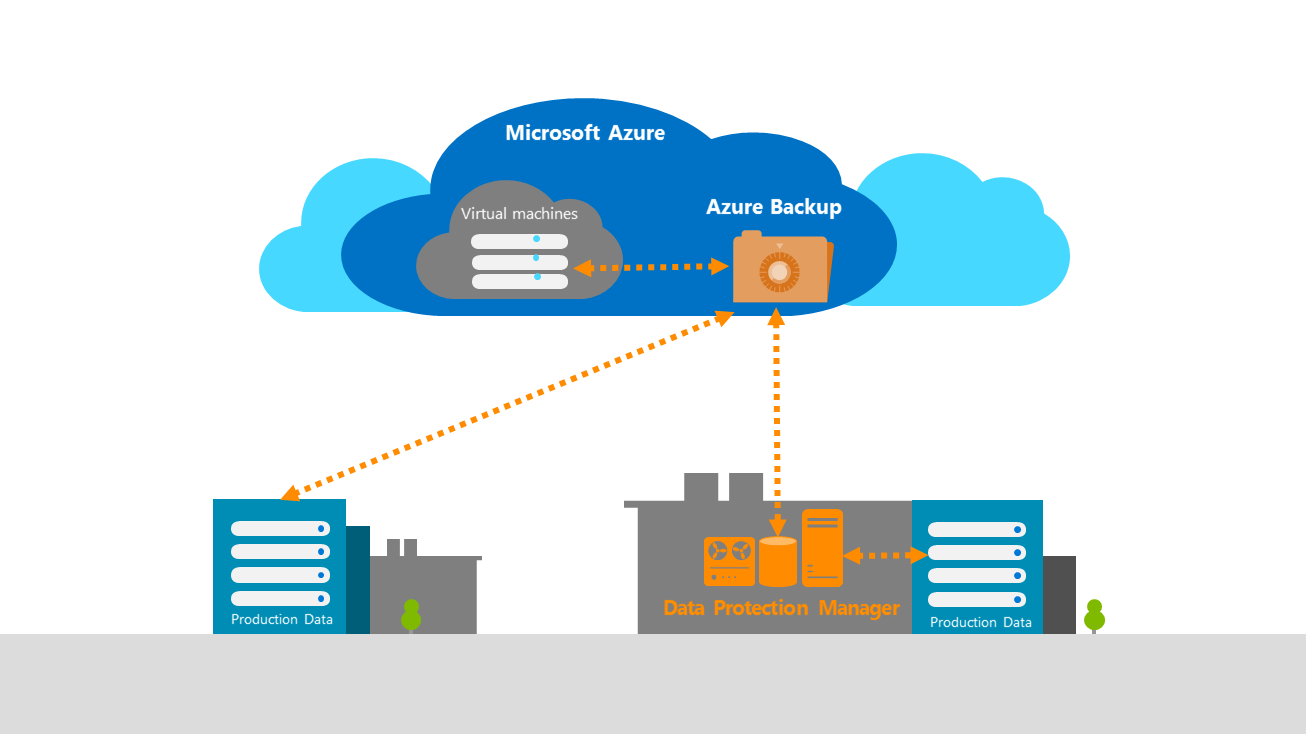 Microsoft Azure
Azure Backup
Virtual machines
Data Protection Manager
Production Data
Production Data